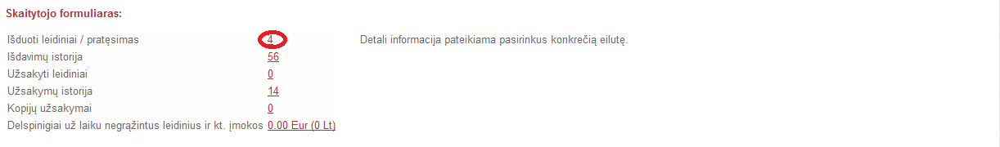 Skaitytojo formuliaras:
Išduoti leidiniai / pratęsimas 4 Detali informacija pateikiama pasirinkus konkrečią eilutę.
Išdavimų istorija 56
Užsakyti leidiniai 0
Užsakymų istorija 14
Kopijų užsakymai 0
Delspinigiai už laiku negrąžintus leidinius ir kt. įmokos 0.00 Eur (0 Lt)